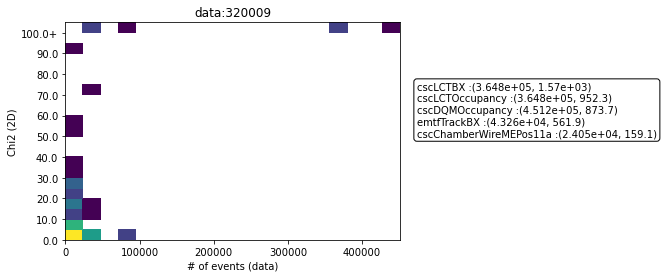 data:320009
Chi2 (2D)
100.0+
90.0
80.0
70.0
60.0
50.0
40.0
30.0
20.0
10.0
0.0
0
100000
200000
300000
400000
# of events (data)
cscLCTBX :(3.648e+05, 1.57e+03)
cscLCTOccupancy :(3.648e+05, 952.3)
cscDQMOccupancy :(4.512e+05, 873.7)
emtfTrackBX :(4.326e+04, 561.9)
cscChamberWireMEPos11a :(2.405e+04, 159.1)